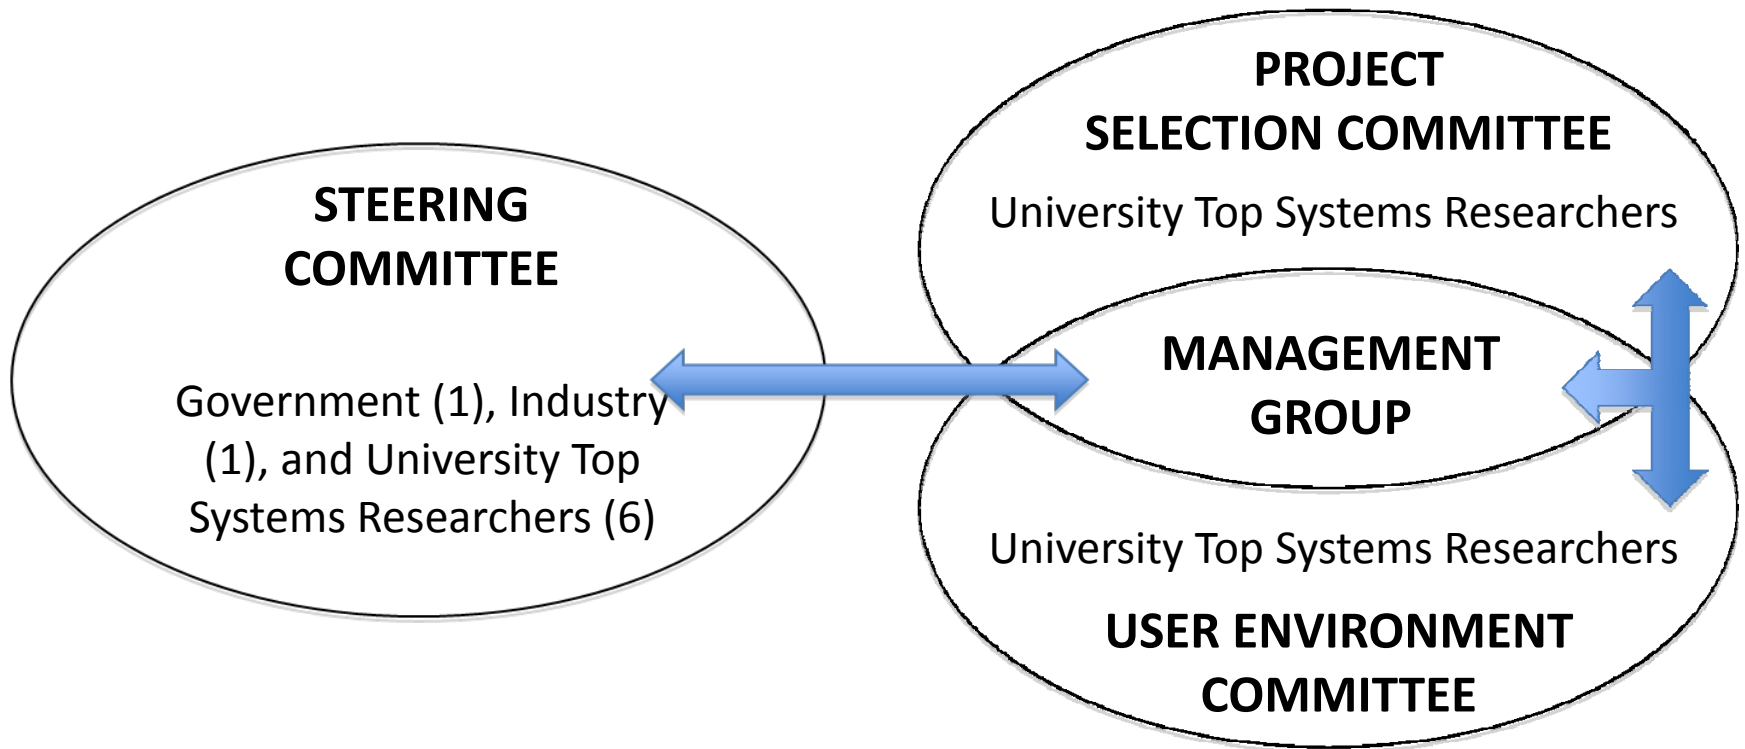 STEERING
COMMITTEE
Government (1), Industry
(1), and University Top
Systems Researchers (6)
PROJECT
SELECTION COMMITTEE
University Top Systems Researchers
MANAGEMENT
GROUP
University Top Systems Researchers
USER ENVIRONMENT
COMMITTEE